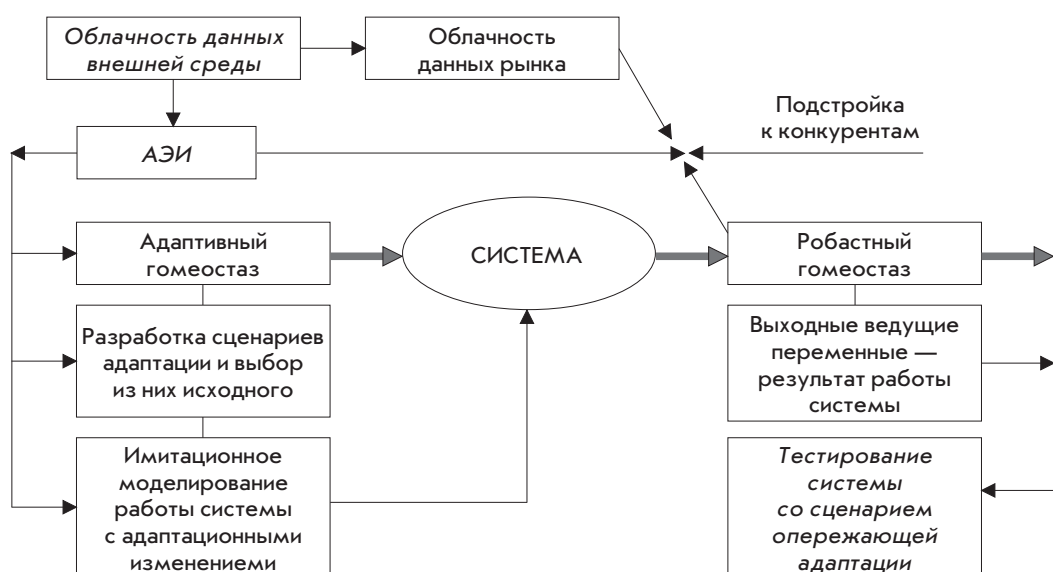 Облачность данных
внешней среды
Облачность
данных рынка
Подстройка
к конкурентам
АЭИ
Адаптивный
гомеостаз
СИСТЕМА
Робастный
гомеостаз
Разработка сценариев
адаптации и выбор
из них исходного
Выходные ведущие
переменные —
результат работы
системы
Имитационное
моделирование
работы системы
с адаптационными
изменениеми
Тестирование
системы
со сценарием
опережающей
адаптации